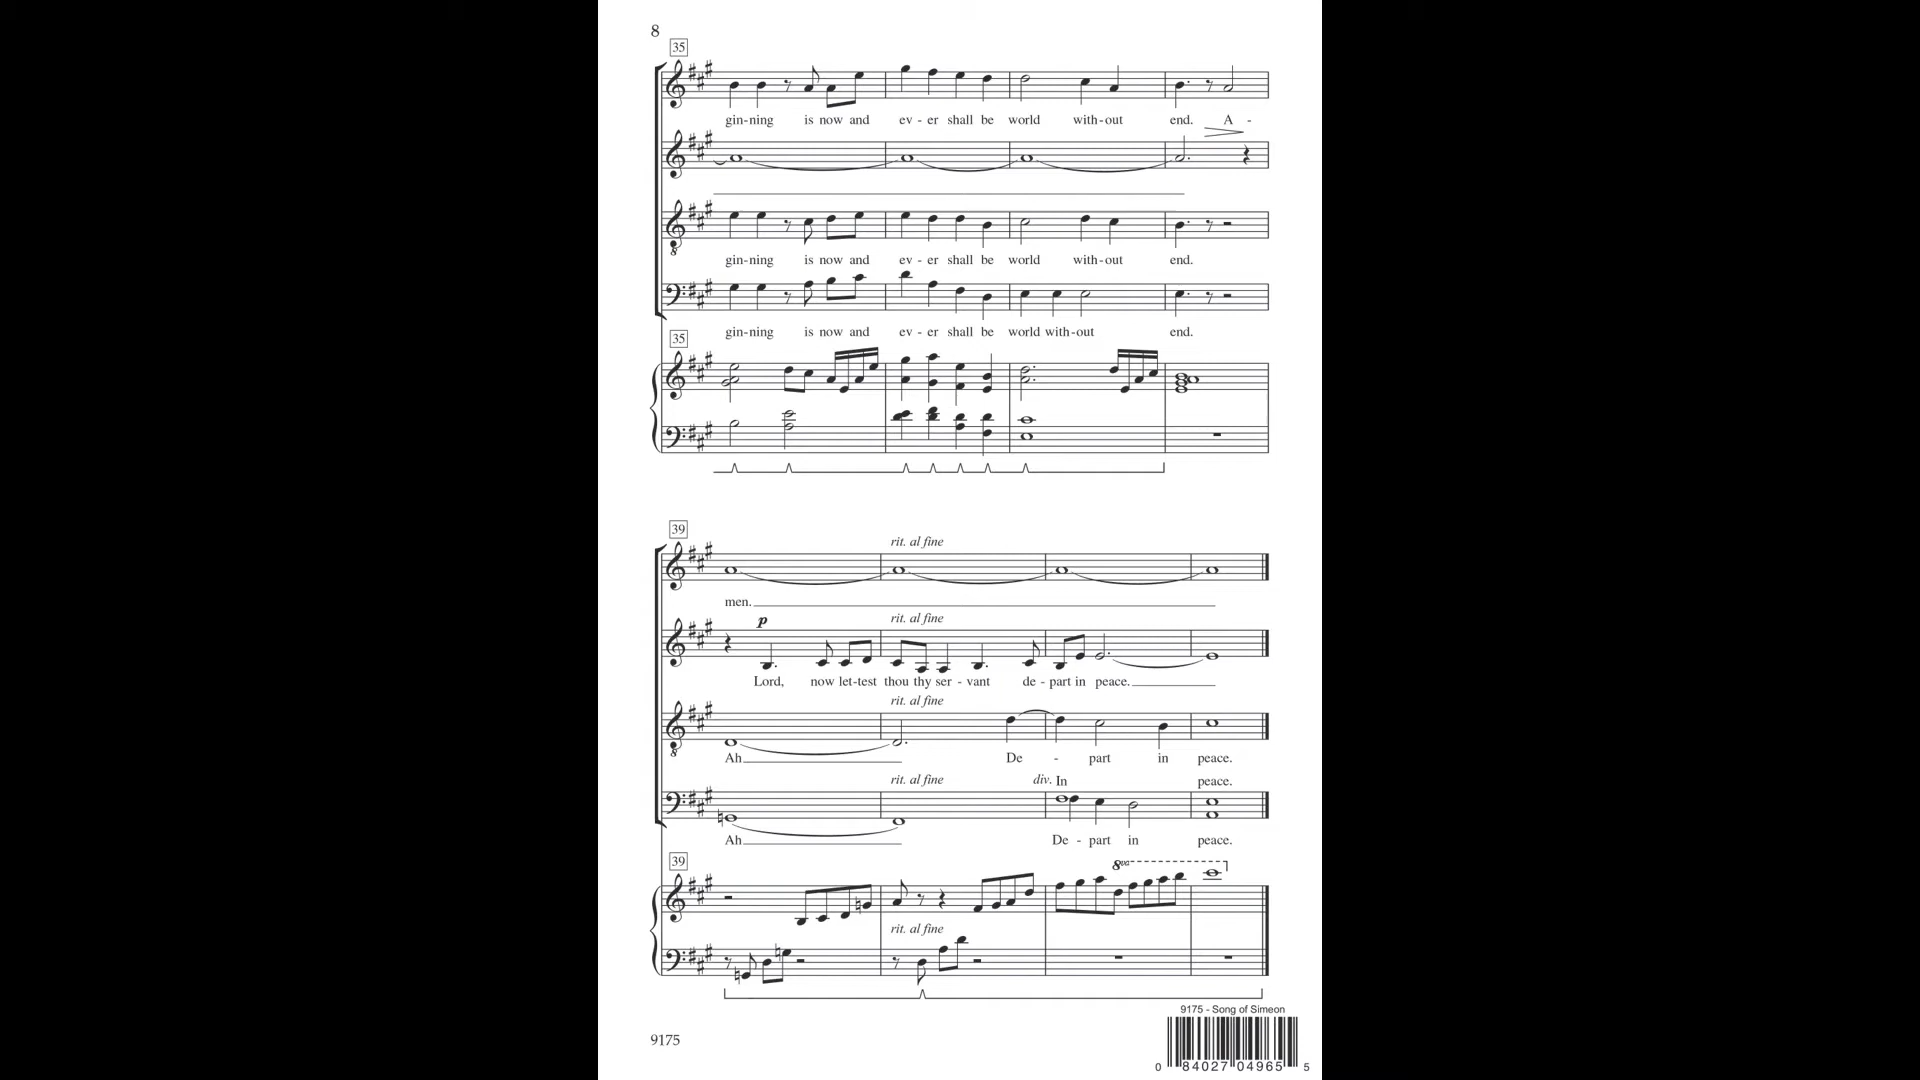 8
35
gin-ning is now and ev - er shall be world with-out end. A -
gin-ning is now and ev - er shall be world with-out end.
gin-ning is now and ev - er shall be world with-out end.
35
39
rit. al fine
men.
p
rit. al fine
Lord, now let-test thou thy ser - vant de - part in peace.
rit. al fine
8
Ah De - part in peace.
rit. al fine div. In peace.
Ah De - part in peace.
39
8va
rit. al fine
9175 - Song of Simeon
9175
0 84027 04965 5